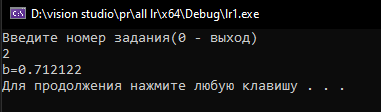 D:\vision studio\pr\all lr\x64\Debug\lr1.exe
Введите номер задания(0 - выход)
2
b=0.712122
Для продолжения нажмите любую клавишу . . .